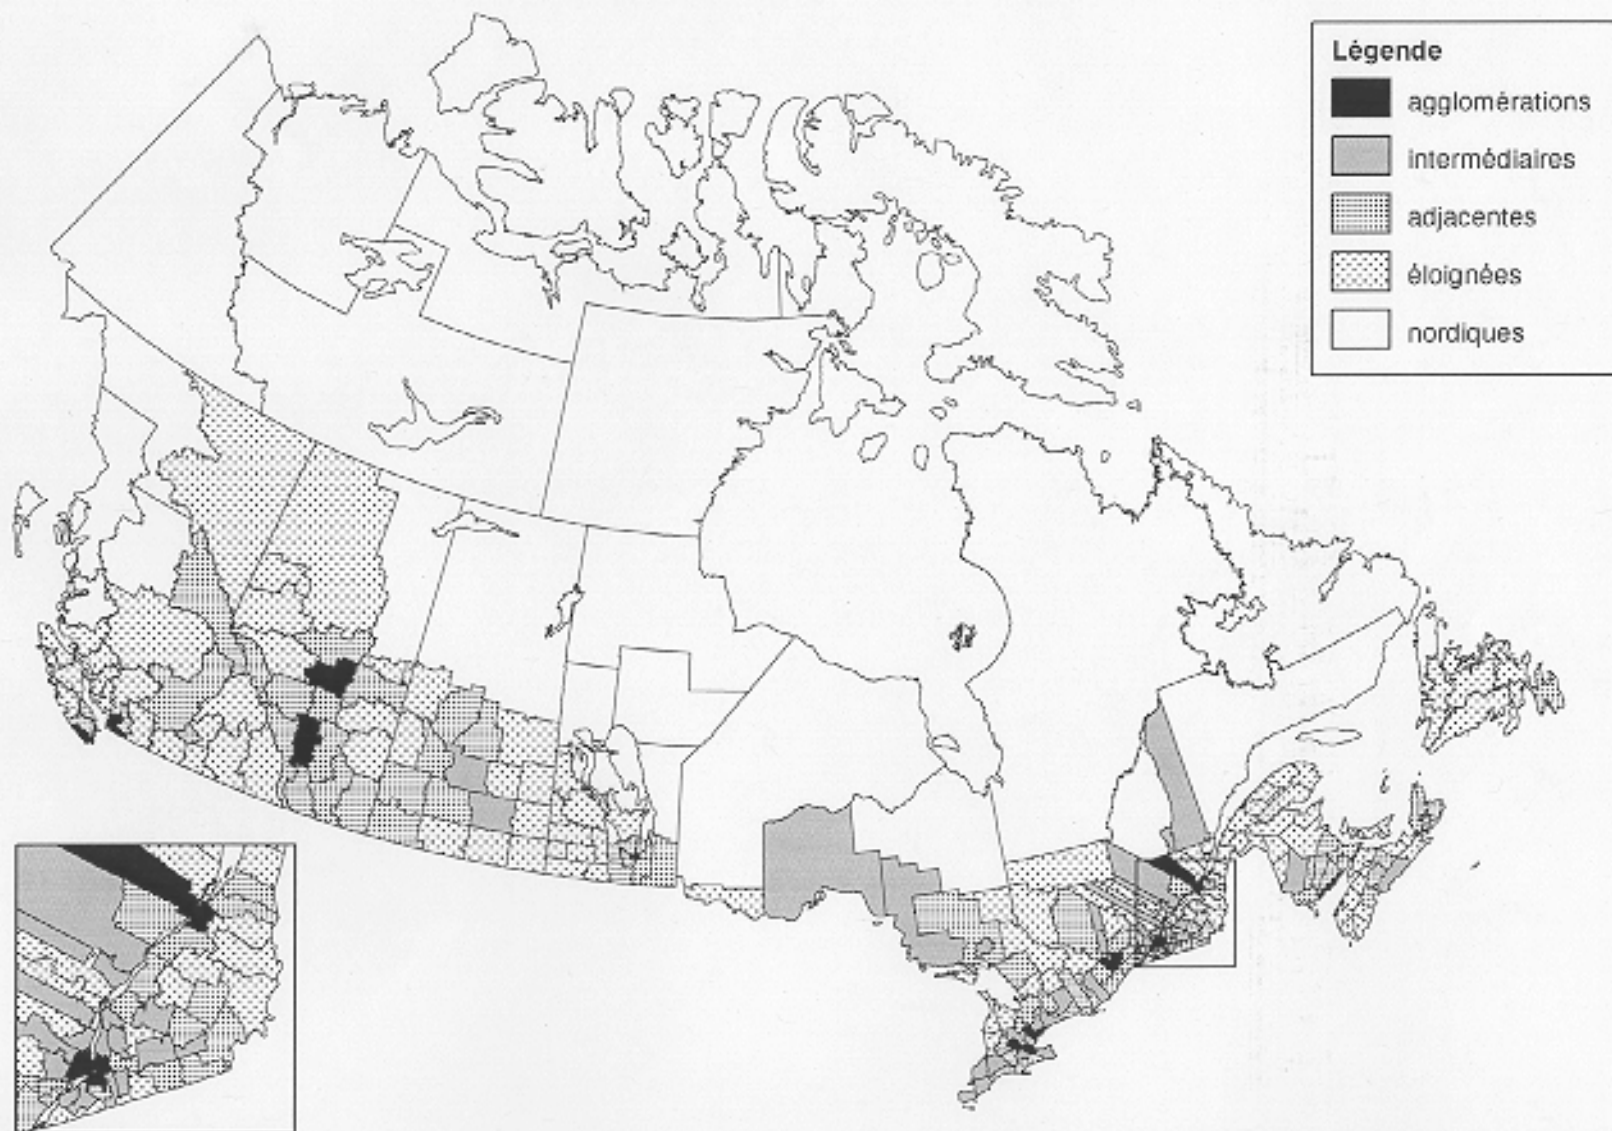 Légende
agglomérations
intermédiaires
adjacentes
éloignées
nordiques